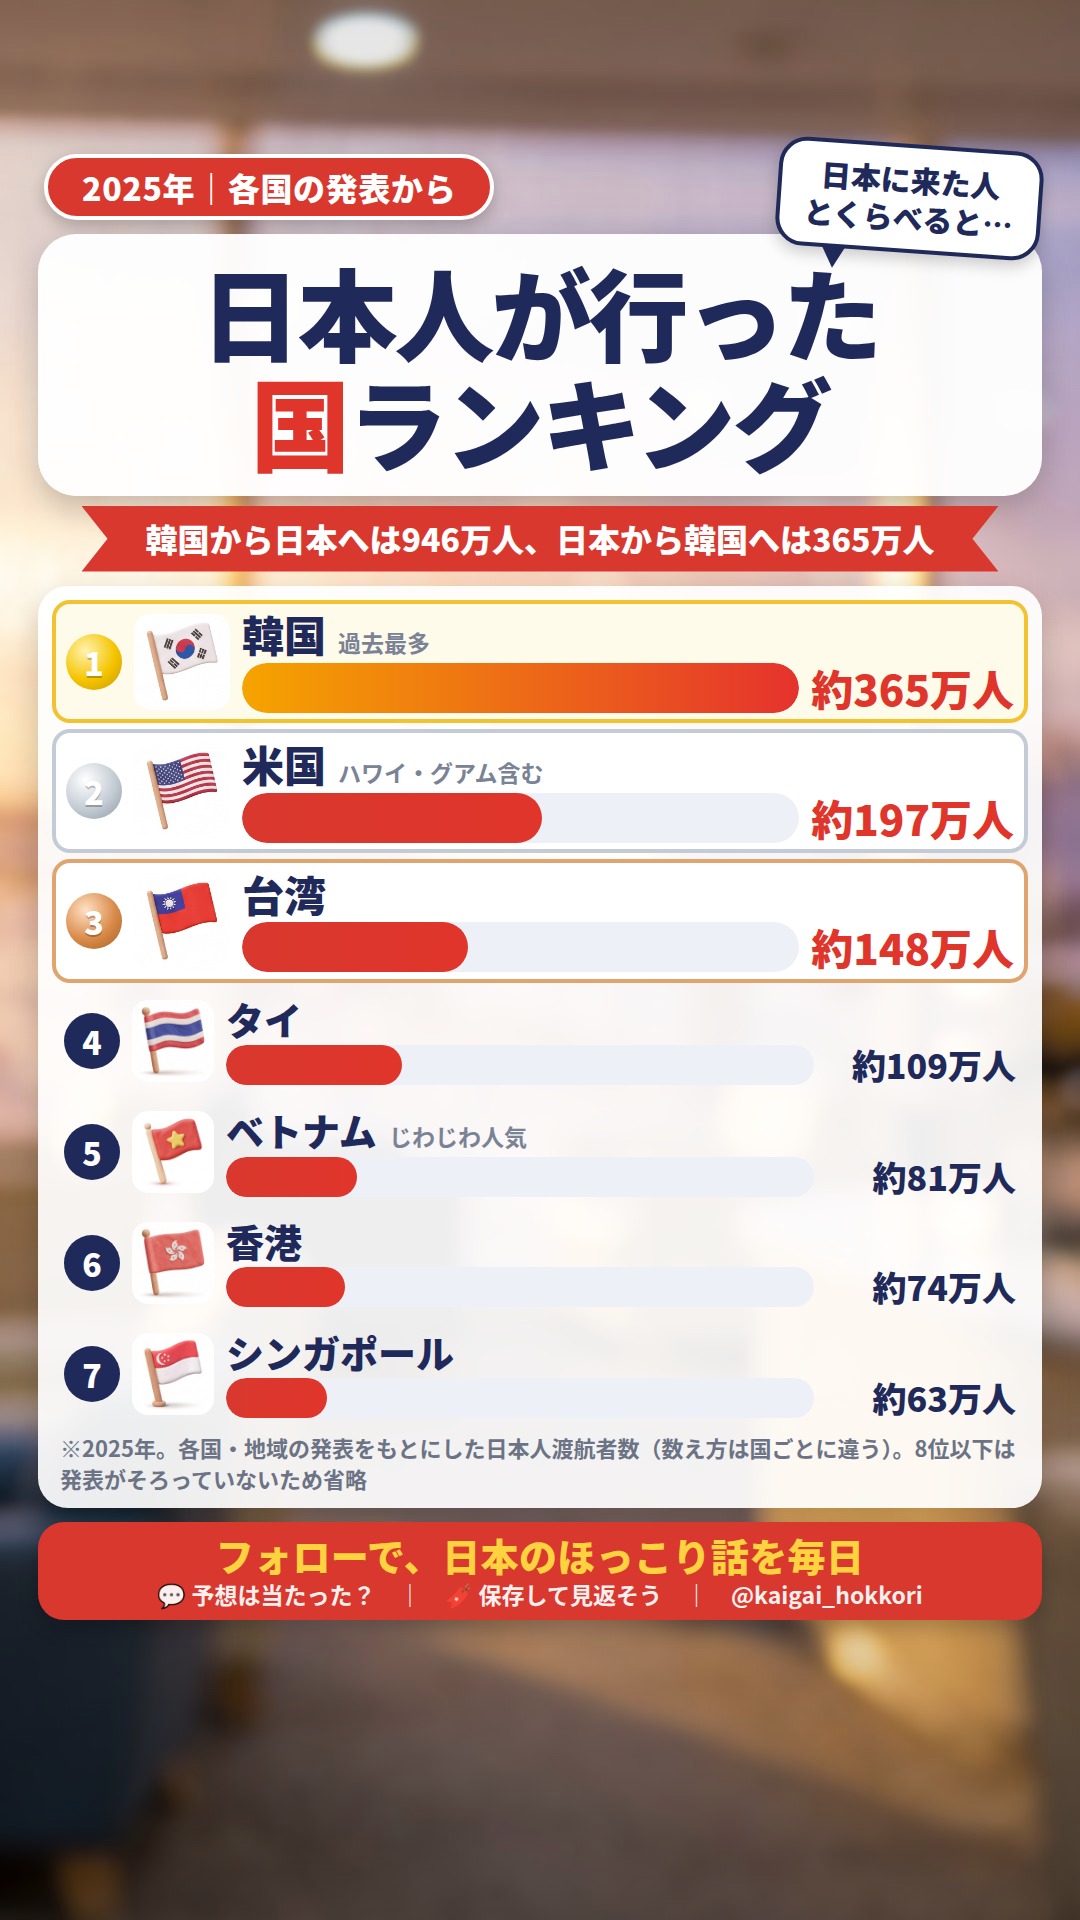 2025年｜各国の発表から
日本に来た人
とくらべると…
日本人が行った
国ランキング
韓国から日本へは946万人、日本から韓国へは365万人
1 韓国 過去最多
約365万人
2 米国 ハワイ・グアム含む
約197万人
3 台湾
約148万人
4 タイ
約109万人
5 ベトナム じわじわ人気
約81万人
6 香港
約74万人
7 シンガポール
約63万人
※2025年。各国・地域の発表をもとにした日本人渡航者数（数え方は国ごとに違う）。8位以下は
発表がそろっていないため省略
フォローで、日本のほっこり話を毎日
💬 予想は当たった？ ｜ 🔖 保存して見返そう ｜ @kaigai_hokkori